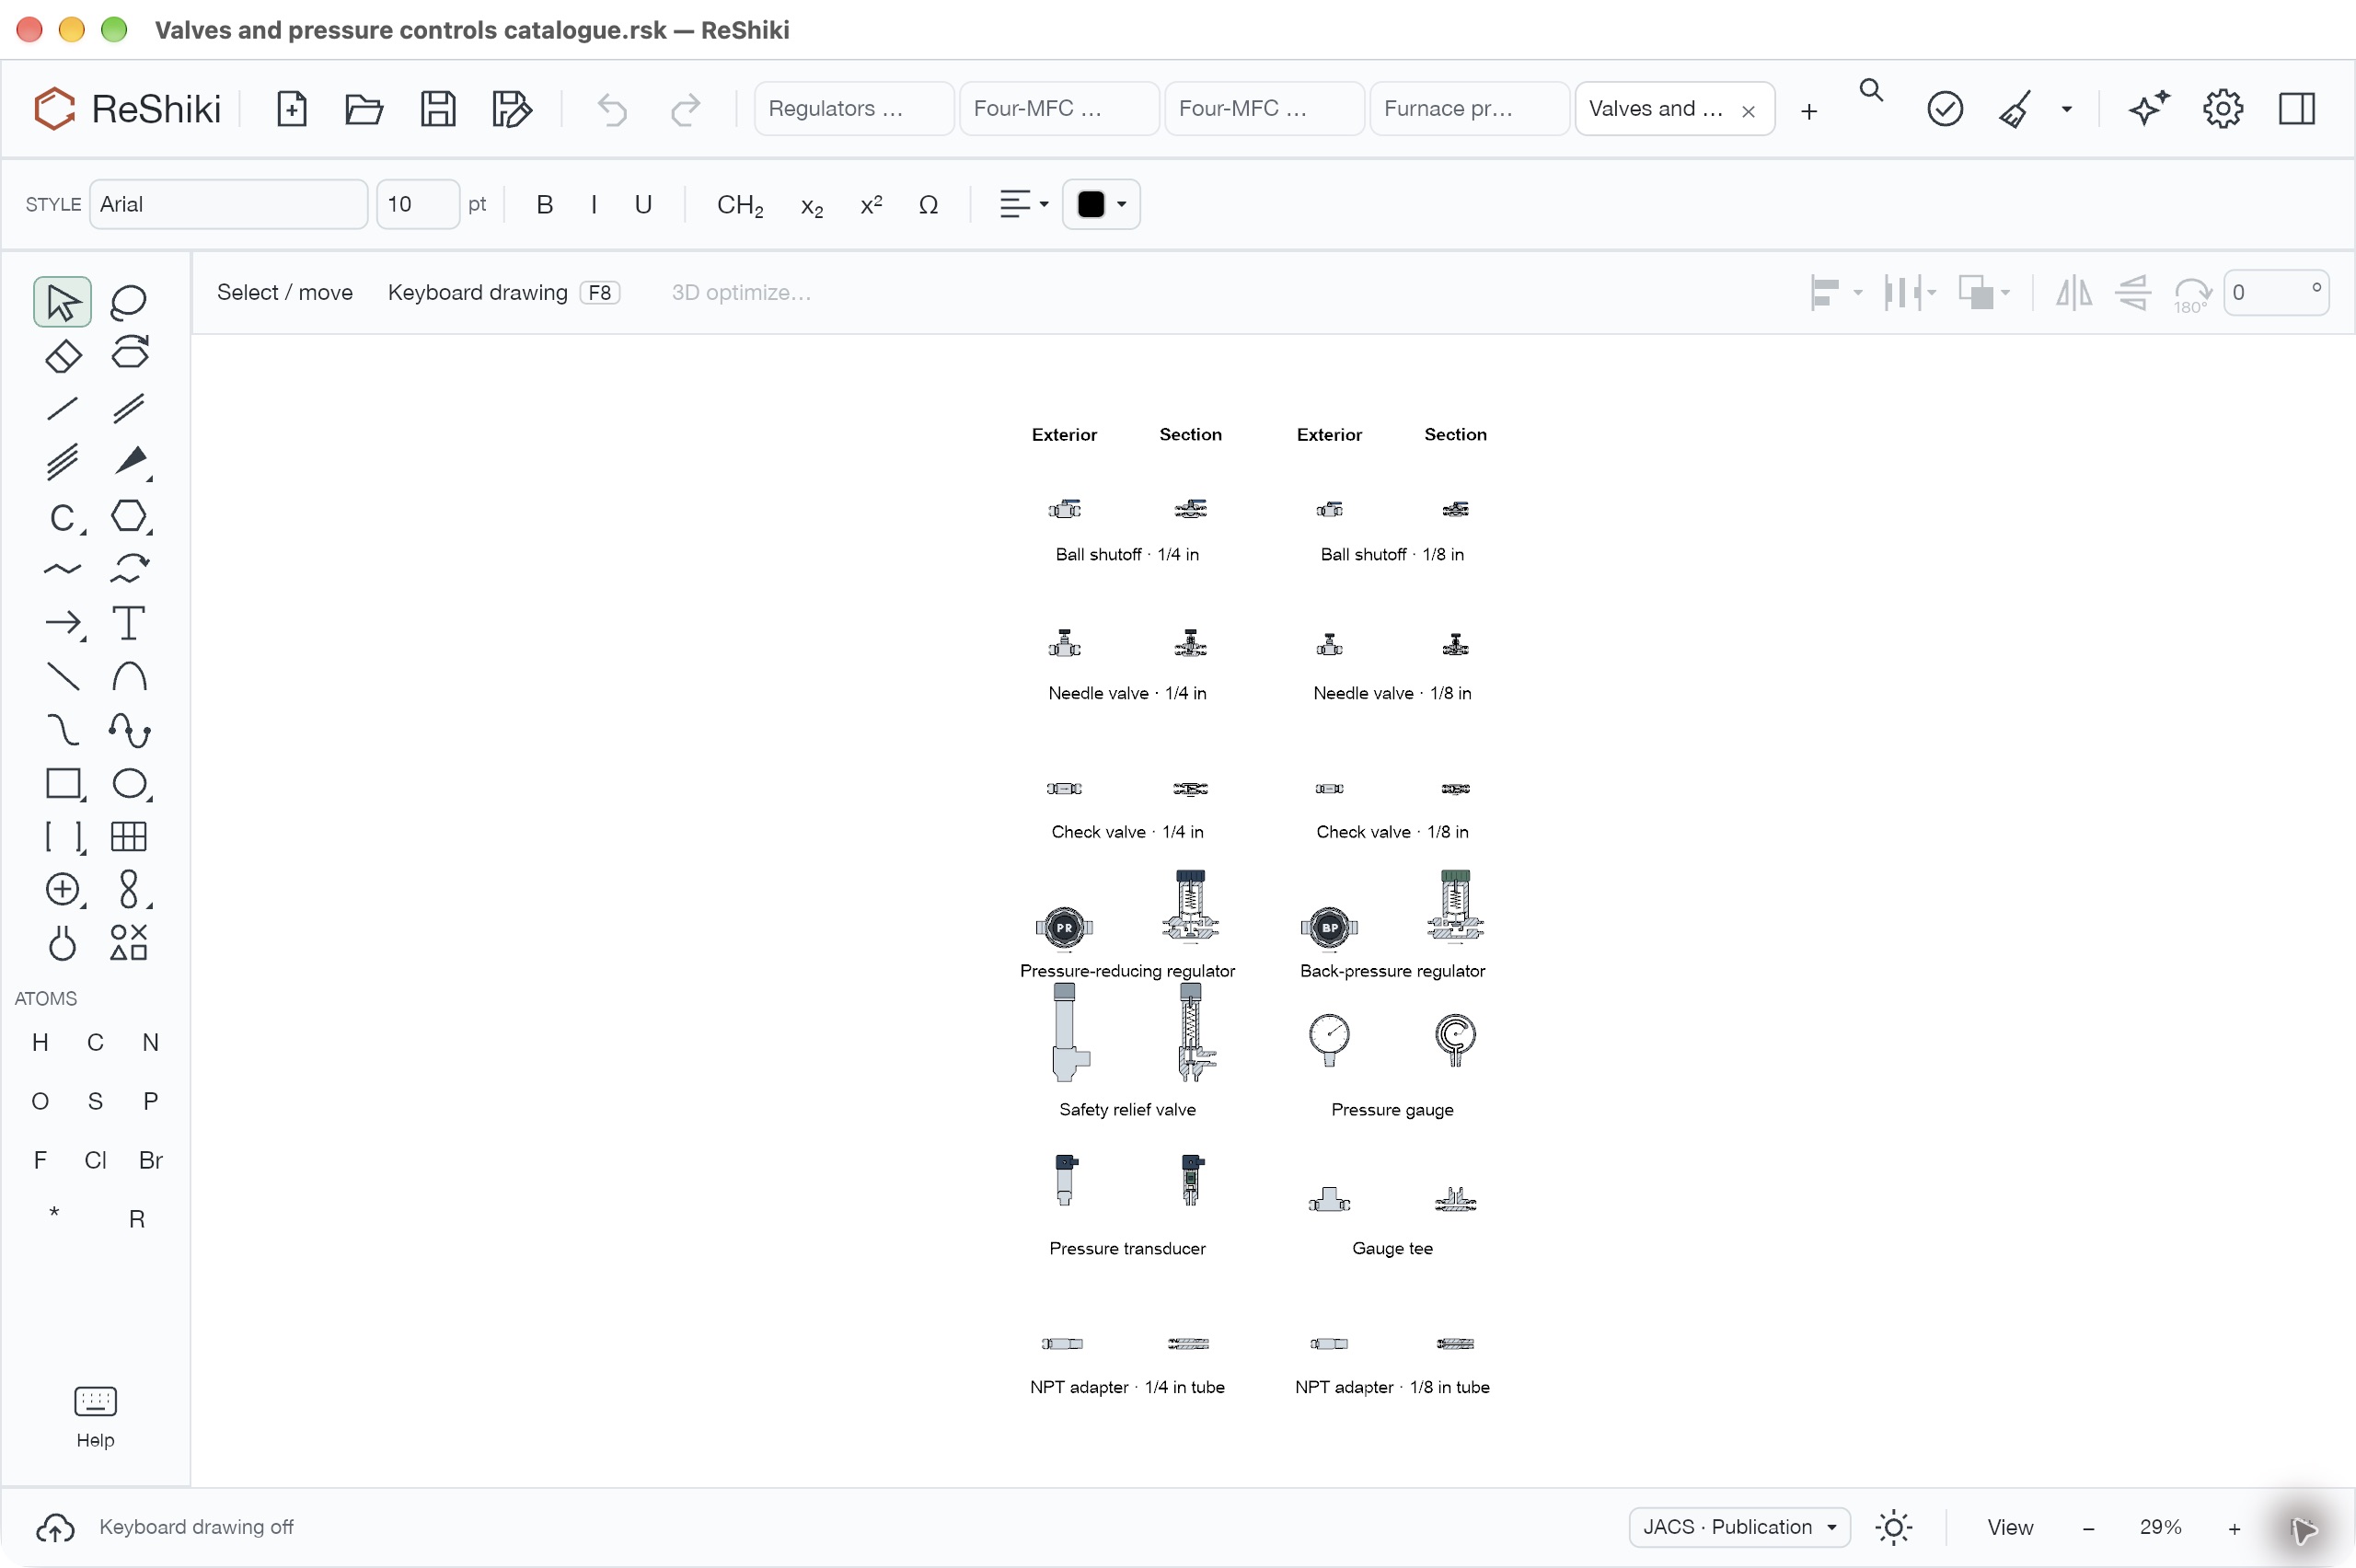 Valves and pressure controls catalogue.rsk — ReShiki
ReShiki
Regulators ...
Four-MFC ...
Four-MFC ...
Furnace pr...
Valves and ...
STYLE Arial 10 pt B I U CH₂ x₂ x² Ω
Select / move Keyboard drawing F8 3D optimize...
180° 0 °
C
T
ATOMS
H C N
O S P
F Cl Br
* R
Help
Exterior Section Exterior Section
Ball shutoff · 1/4 in Ball shutoff · 1/8 in
Needle valve · 1/4 in Needle valve · 1/8 in
Check valve · 1/4 in Check valve · 1/8 in
PR BP
Pressure-reducing regulator Back-pressure regulator
Safety relief valve Pressure gauge
Pressure transducer Gauge tee
NPT adapter · 1/4 in tube NPT adapter · 1/8 in tube
Keyboard drawing off
JACS · Publication View − 29% +